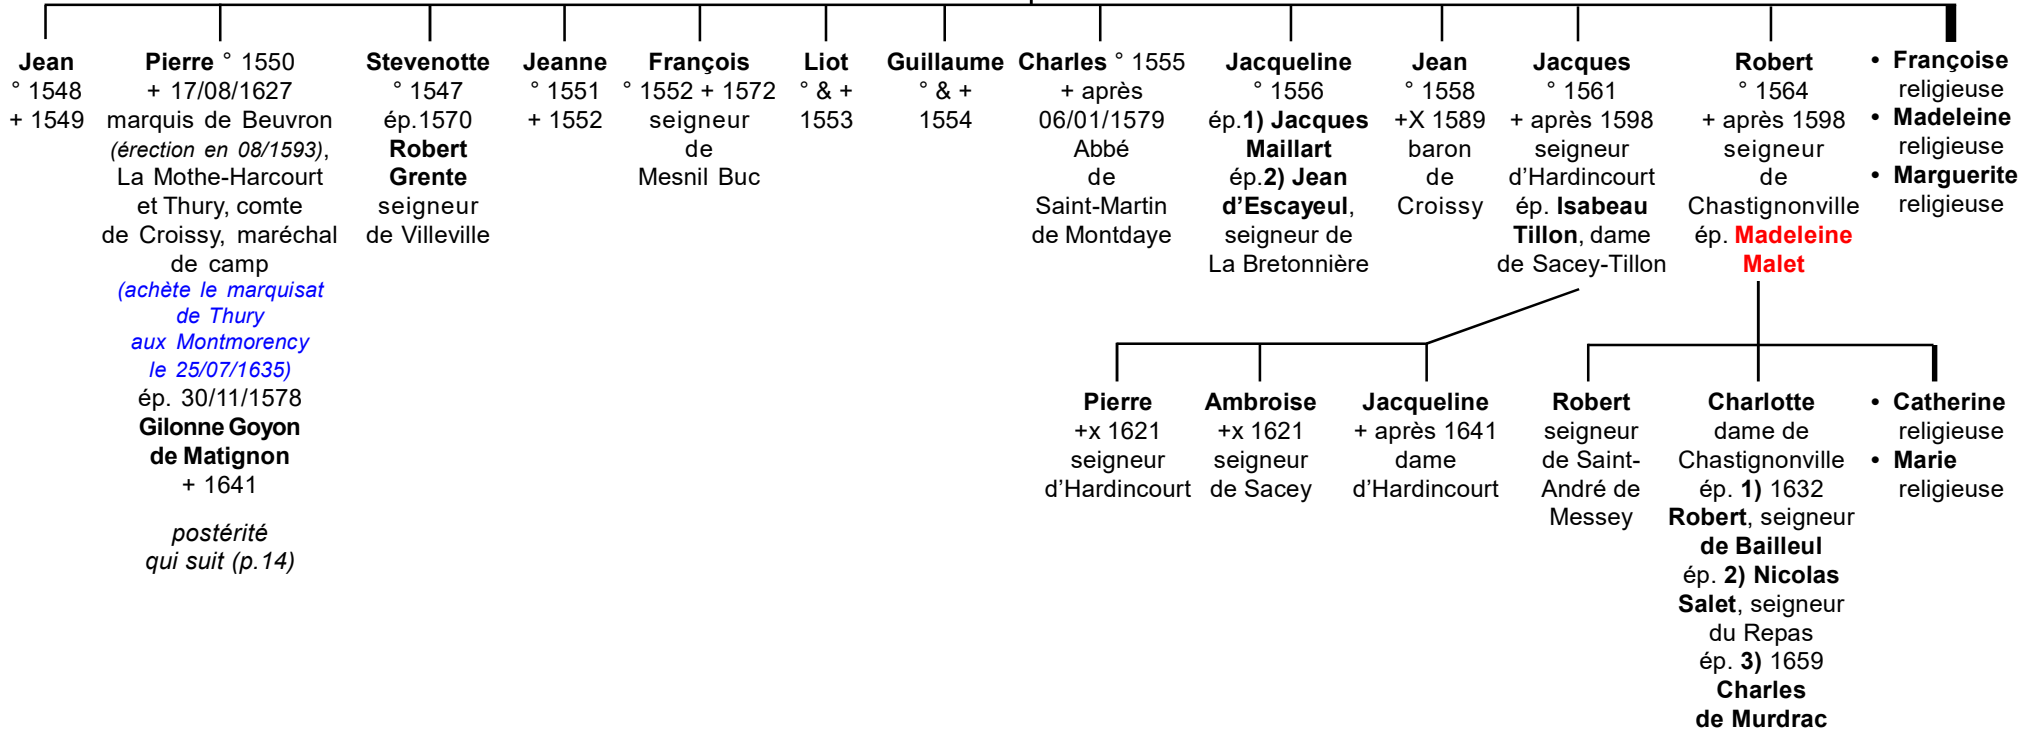 Jean
° 1548
+ 1549
Pierre ° 1550
+ 17/08/1627
marquis de Beuvron
(érection en 08/1593),
La Mothe-Harcourt
et Thury, comte
de Croissy, maréchal
de camp
(achète le marquisat
de Thury
aux Montmorency
le 25/07/1635)
ép. 30/11/1578
Gilonne Goyon
de Matignon
+ 1641
postérité
qui suit (p.14)
Stevenotte
° 1547
ép.1570
Robert
Grente
seigneur
de Villeville
Jeanne
° 1551
+ 1552
François
° 1552 + 1572
seigneur
de
Mesnil Buc
Liot
° & +
1553
Guillaume
° & +
1554
Charles ° 1555
+ après
06/01/1579
Abbé
de
Saint-Martin
de Montdaye
Jacqueline
° 1556
ép.1) Jacques
Maillart
ép.2) Jean
d’Escayeul,
seigneur de
La Bretonnière
Jean
° 1558
+X 1589
baron
de
Croissy
Jacques
° 1561
+ après 1598
seigneur
d’Hardincourt
ép. Isabeau
Tillon, dame
de Sacey-Tillon
Robert
° 1564
+ après 1598
seigneur
de
Chastignonville
ép. Madeleine
Malet
• Françoise
religieuse
• Madeleine
religieuse
• Marguerite
religieuse
Pierre
+x 1621
seigneur
d’Hardincourt
Ambroise
+x 1621
seigneur
de Sacey
Jacqueline
+ après 1641
dame
d’Hardincourt
Robert
seigneur
de Saint-
André de
Messey
Charlotte
dame de
Chastignonville
ép. 1) 1632
Robert, seigneur
de Bailleul
ép. 2) Nicolas
Salet, seigneur
du Repas
ép. 3) 1659
Charles
de Murdrac
• Catherine
religieuse
• Marie
religieuse